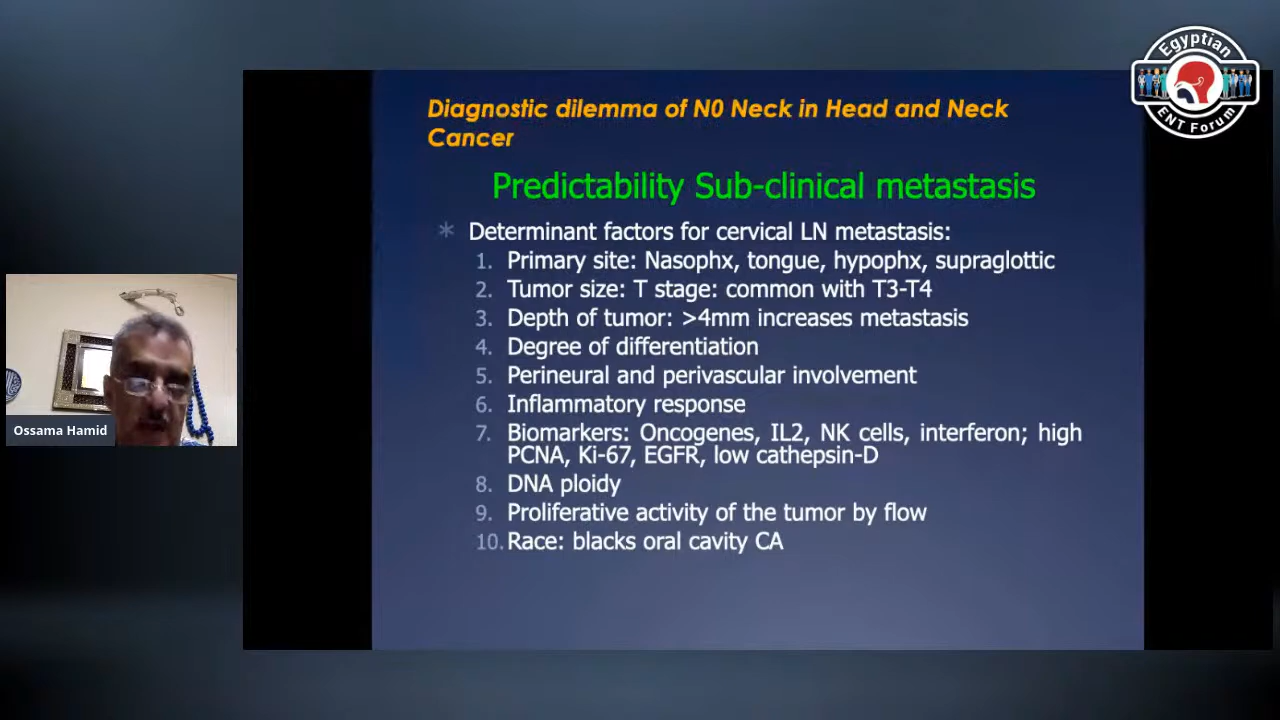 Egyptian
ENT Forum
Diagnostic dilemma of N0 Neck in Head and Neck
Cancer
Predictability Sub-clinical metastasis
Determinant factors for cervical LN metastasis:
1. Primary site: Nasophx, tongue, hypophx, supraglottic
2. Tumor size: T stage: common with T3-T4
3. Depth of tumor: >4mm increases metastasis
4. Degree of differentiation
5. Perineural and perivascular involvement
6. Inflammatory response
7. Biomarkers: Oncogenes, IL2, NK cells, interferon; high
PCNA, Ki-67, EGFR, low cathepsin-D
8. DNA ploidy
9. Proliferative activity of the tumor by flow
10. Race: blacks oral cavity CA
Ossama Hamid